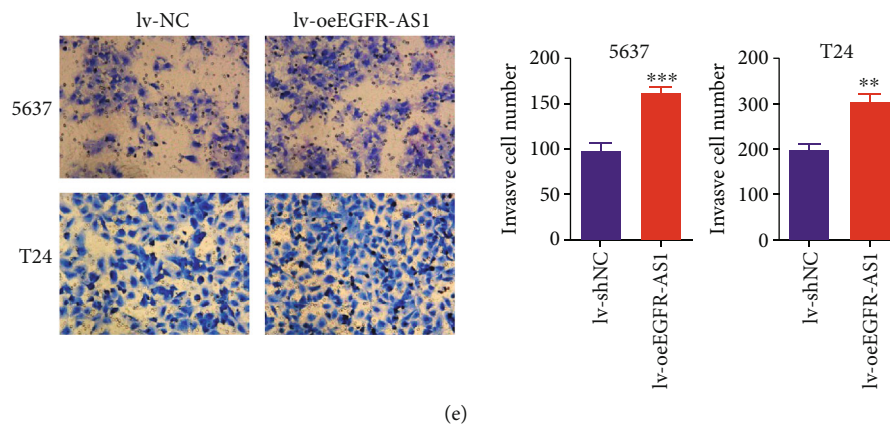 lv-NC
lv-oeEGFR-AS1
5637
T24
5637
Invasve cell number
200
150
100
50
0
***
lv-shNC
lv-oeEGFR-AS1
T24
Invasve cell number
200
300
200
100
0
**
lv-shNC
lv-oeEGFR-AS1
(e)